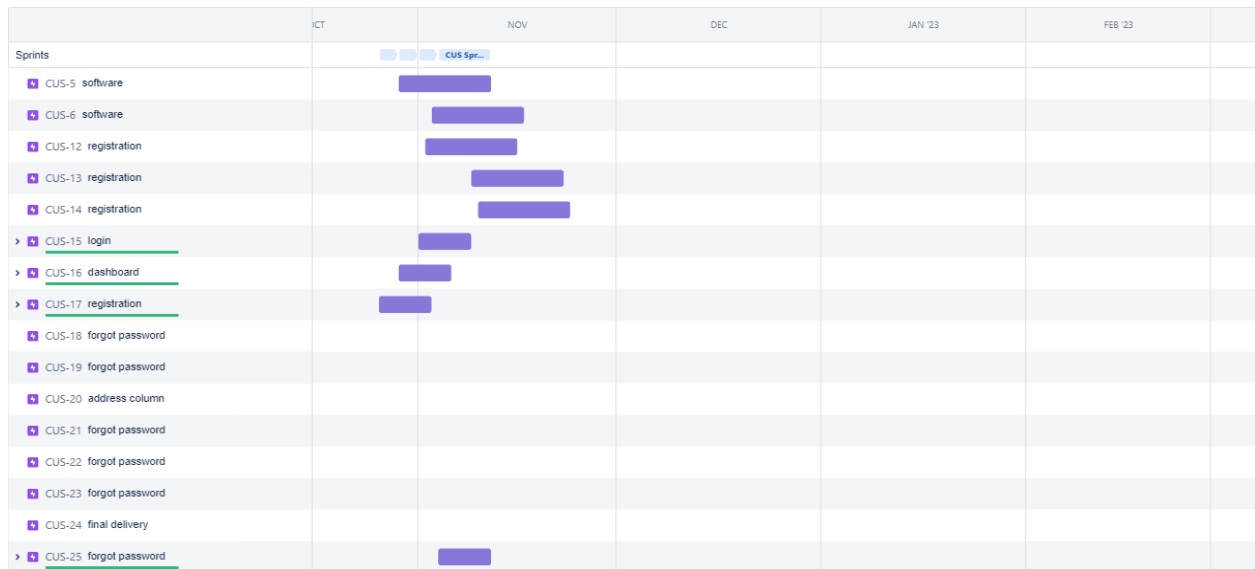 OCT NOV DEC JAN '23 FEB '23
Sprints CUS Spr...
CUS-5 software
CUS-6 software
CUS-12 registration
CUS-13 registration
CUS-14 registration
CUS-15 login
CUS-16 dashboard
CUS-17 registration
CUS-18 forgot password
CUS-19 forgot password
CUS-20 address column
CUS-21 forgot password
CUS-22 forgot password
CUS-23 forgot password
CUS-24 final delivery
CUS-25 forgot password